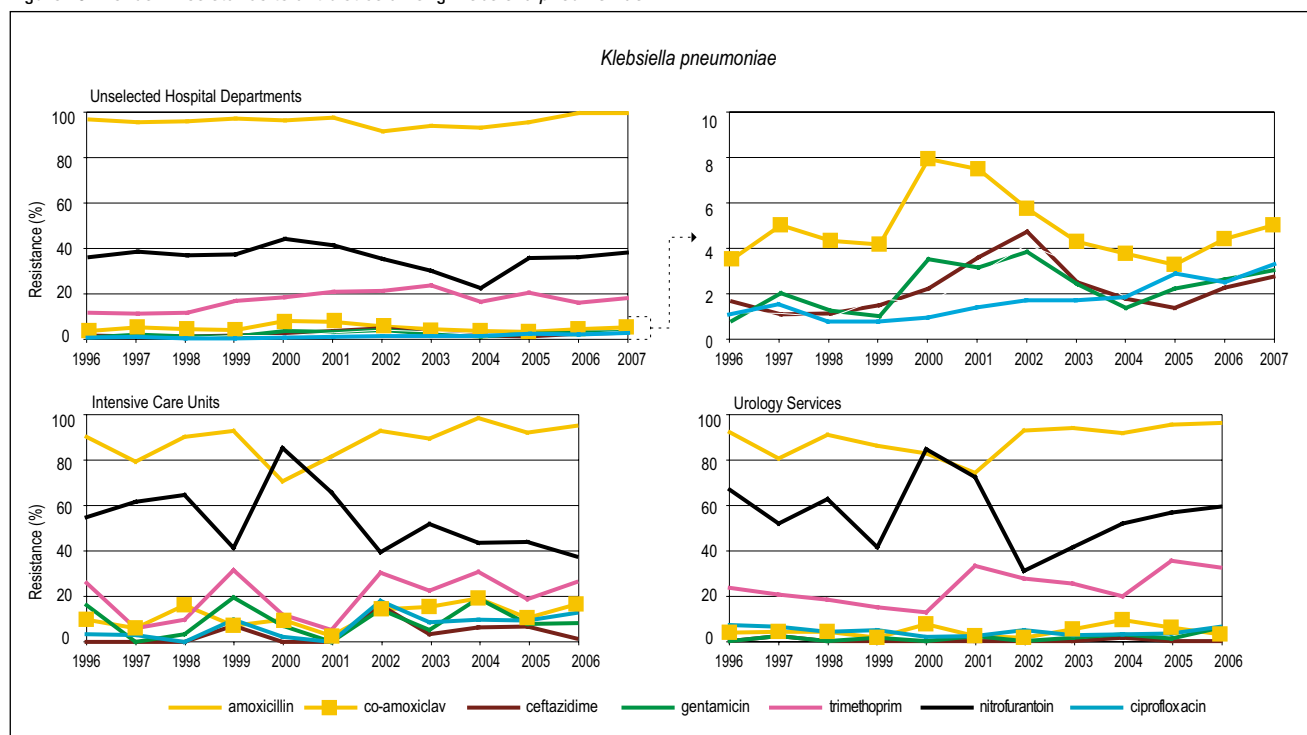 Klebsiella pneumoniae
Unselected Hospital Departments
Resistance (%)
100
80
60
40
20
0
1996 1997 1998 1999 2000 2001 2002 2003 2004 2005 2006 2007
10
8
6
4
2
0
1996 1997 1998 1999 2000 2001 2002 2003 2004 2005 2006 2007
Intensive Care Units
Resistance (%)
100
80
60
40
20
0
1996 1997 1998 1999 2000 2001 2002 2003 2004 2005 2006
Urology Services
100
80
60
40
20
0
1996 1997 1998 1999 2000 2001 2002 2003 2004 2005 2006
amoxicillin co-amoxiclav ceftazidime gentamicin trimethoprim nitrofurantoin ciprofloxacin